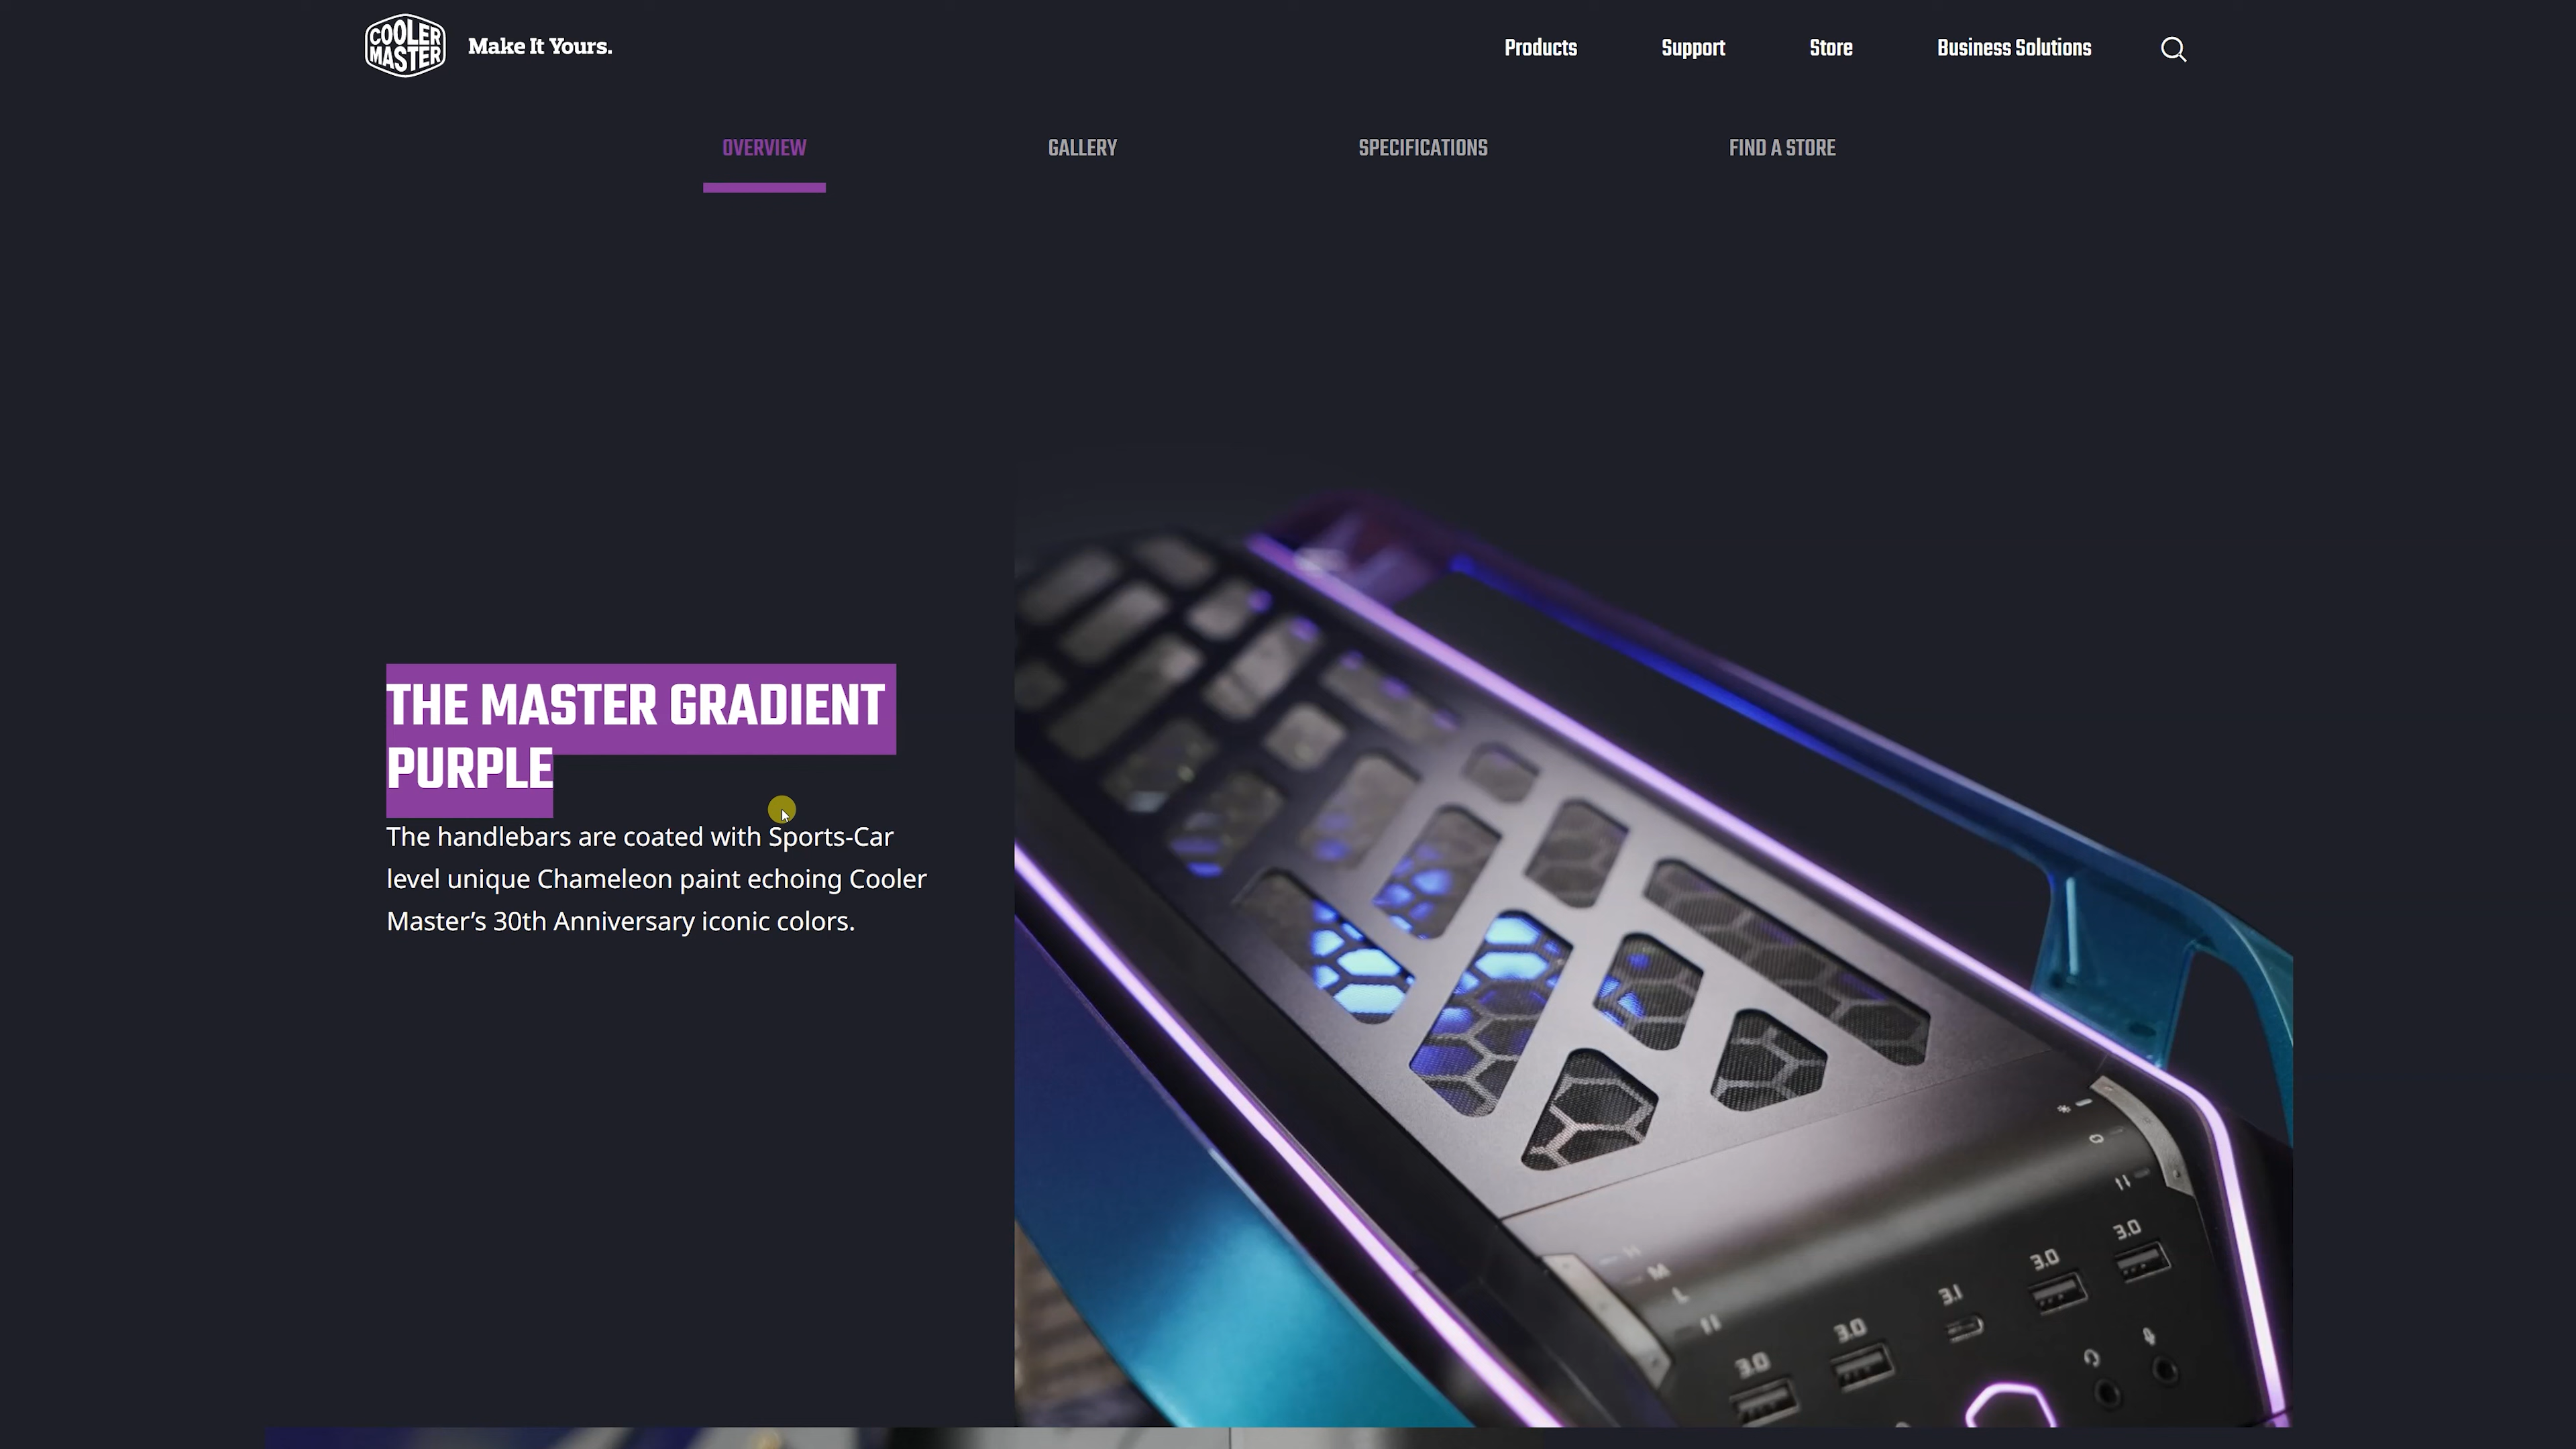 COOLER
MASTER
Make It Yours.
Products
Support
Store
Business Solutions
OVERVIEW
GALLERY
SPECIFICATIONS
FIND A STORE
THE MASTER GRADIENT
PURPLE
The handlebars are coated with Sports-Car
level unique Chameleon paint echoing Cooler
Master’s 30th Anniversary iconic colors.
3.0
3.0
3.1
3.0
3.0